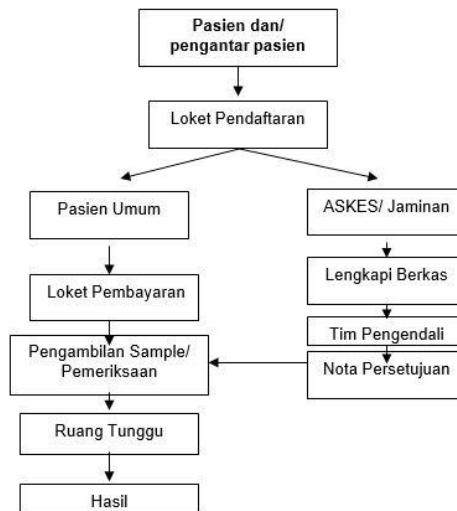 Pasien dan/
pengantar pasien
Loket Pendaftaran
Pasien Umum
ASKES/ Jaminan
Lengkapi Berkas
Loket Pembayaran
Tim Pengendali
Pengambilan Sample/
Pemeriksaan
Nota Persetujuan
Ruang Tunggu
Hasil